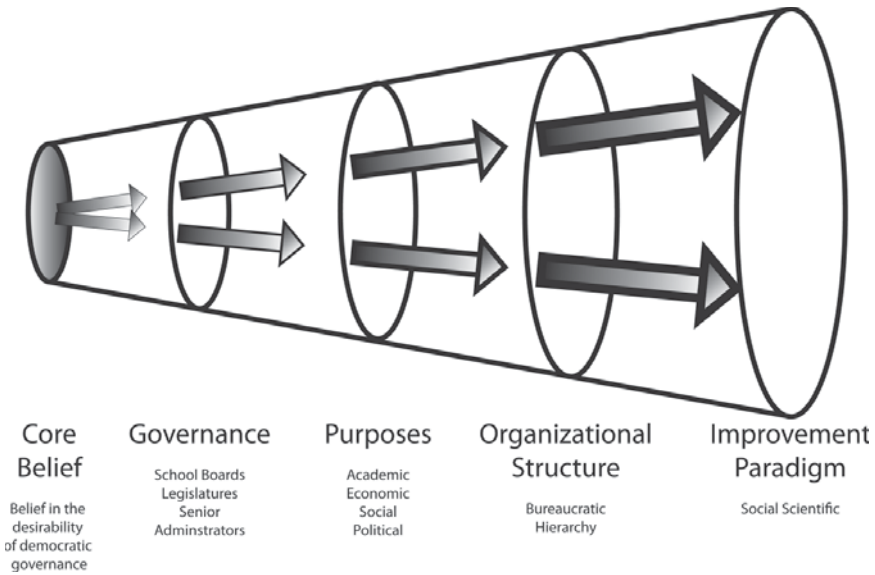 Core
Belief
Belief in the
desirability
of democratic
governance
Governance
School Boards
Legislatures
Senior
Adminstrators
Purposes
Academic
Economic
Social
Political
Organizational
Structure
Bureaucratic
Hierarchy
Improvement
Paradigm
Social Scientific